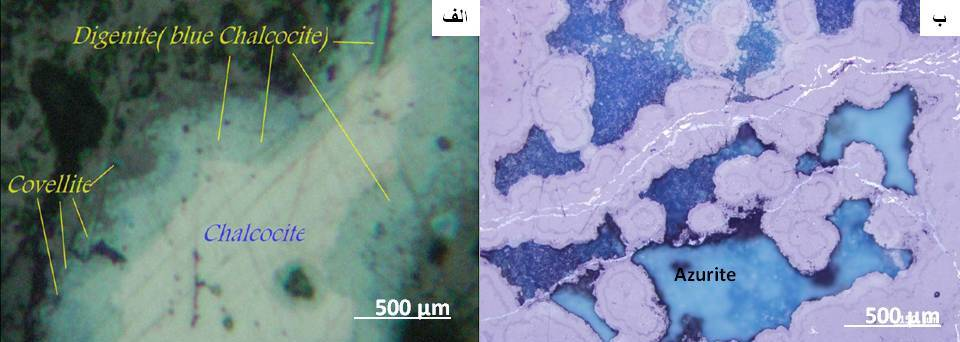 الف
Digenite( blue Chalcocite)
Covellite
Chalcocite
500 µm
ب
Azurite
500 µm